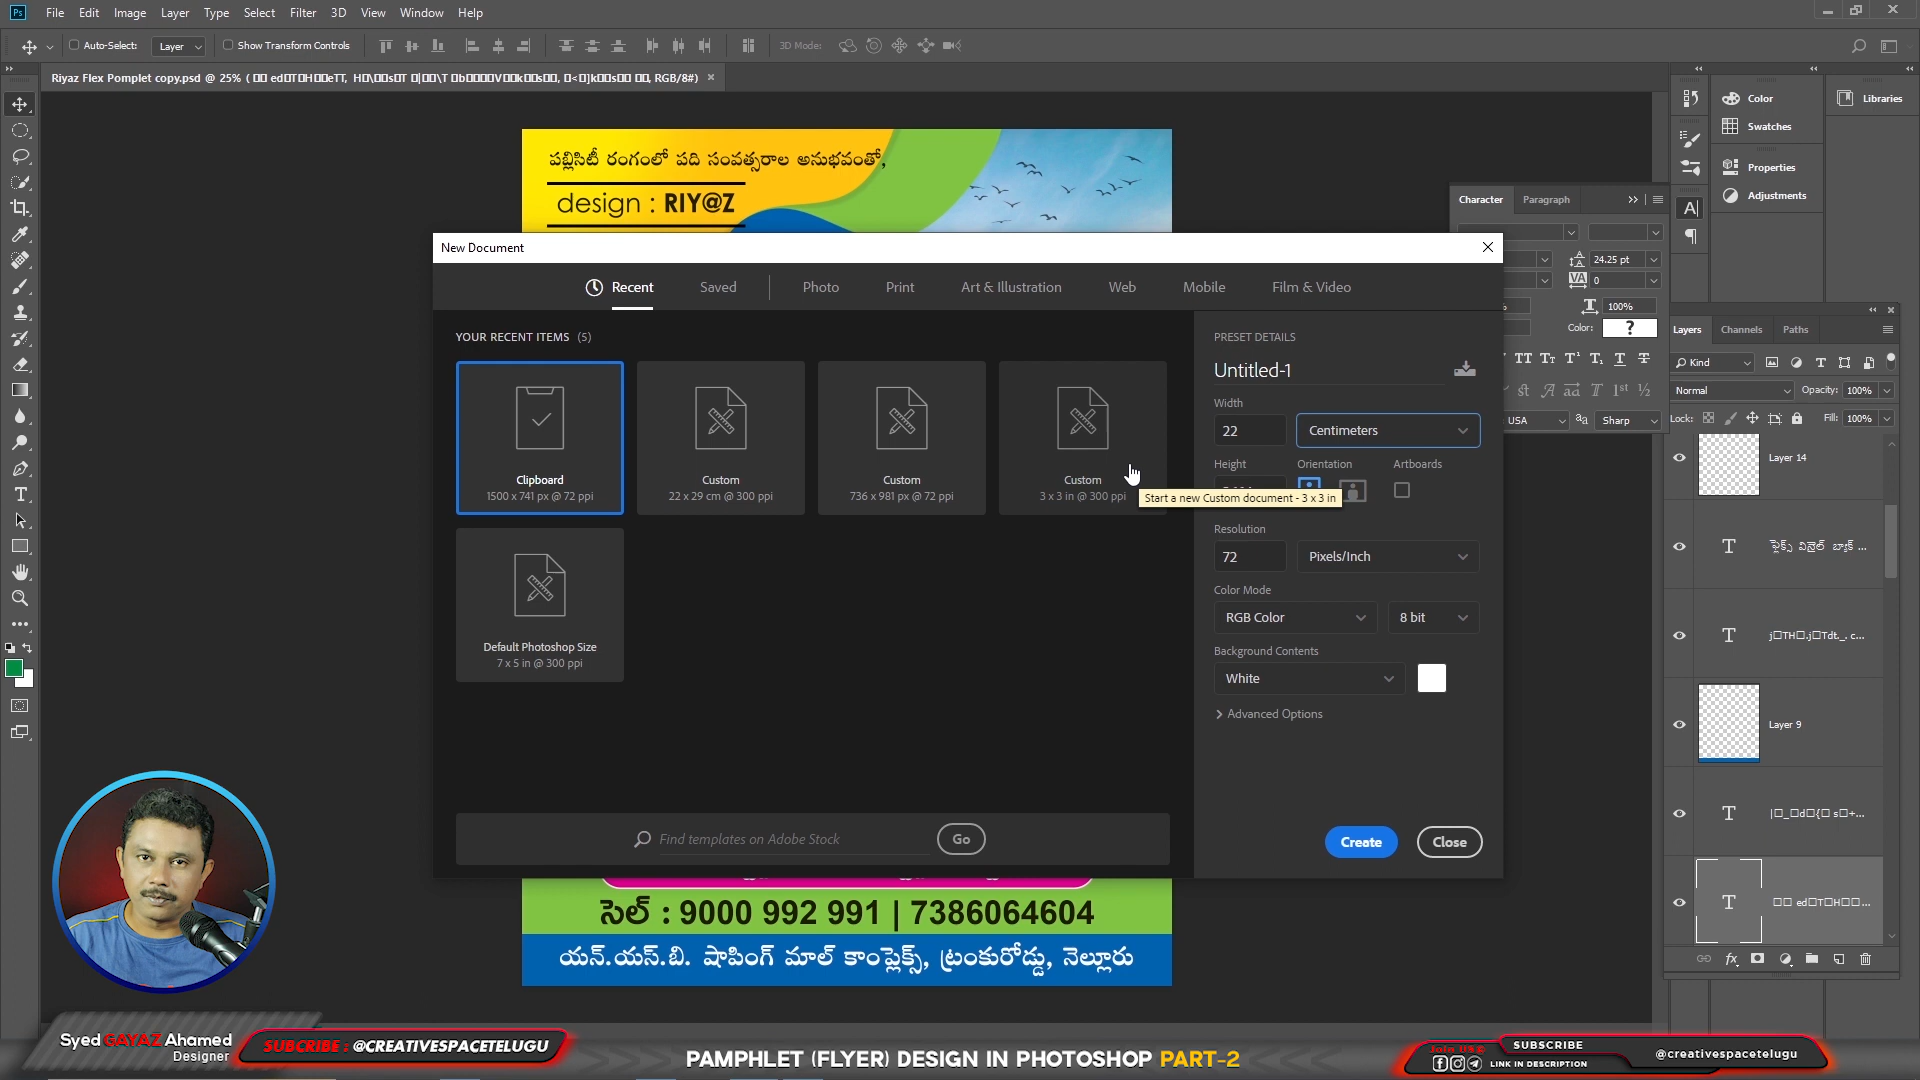 Ps File Edit Image Layer Type Select Filter 3D View Window Help
Auto-Select: Layer Show Transform Controls 3D Mode:
Riyaz Flex Pomplet copy.psd @ 25%
RGB/8#) ×
పబ్లిసిటీ రంగంలో పది సంవత్సరాల అనుభవంతో,
design : RIY@Z
New Document
Recent Saved Photo Print Art & Illustration Web Mobile Film & Video
YOUR RECENT ITEMS (5)
Clipboard
1500 x 741 px @ 72 ppi
Custom
22 x 29 cm @ 300 ppi
Custom
736 x 981 px @ 72 ppi
Custom
3 x 3 in @ 300 ppi
Default Photoshop Size
7 x 5 in @ 300 ppi
Find templates on Adobe Stock Go
PRESET DETAILS
Untitled-1
Width
22 Centimeters
Height Orientation Artboards
Start a new Custom document - 3 x 3 in
Resolution
72 Pixels/Inch
Color Mode
RGB Color 8 bit
Background Contents
White
Advanced Options
Create Close
Color
Swatches
Properties
Adjustments
Libraries
Character Paragraph
24.25 pt
0
100%
Color: ?
USA Sharp
Layers Channels Paths
Kind
Normal Opacity: 100%
Lock: Fill: 100%
Layer 14
ఫ్లెక్స్ వినైల్ బ్యాక్ ...
Layer 9
సెల్ : 9000 992 991 | 7386064604
యన్.యస్.బి. షాపింగ్ మాల్ కాంప్లెక్స్, ట్రంకురోడ్డు, నెల్లూరు
Syed GAYAZ Ahamed
Designer
SUBCRIBE : @CREATIVESPACETELUGU
PAMPHLET (FLYER) DESIGN IN PHOTOSHOP PART-2
Join US@
SUBSCRIBE
LINK IN DESCRIPTION
@creativespacetelugu